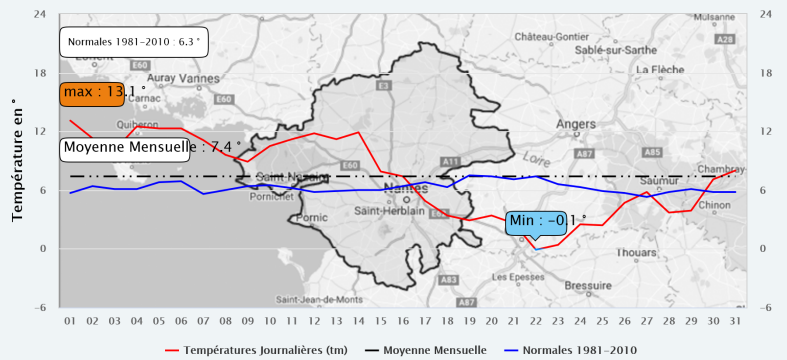 24
18
12
6
0
-6
Température en °
24
18
12
6
0
-6
Normales 1981-2010 : 6.3 °
max : 13.1 °
Moyenne Mensuelle : 7.4 °
Min : -0.1 °
Mulsanne
Château-Gontier
A28
Sablé-sur-Sarthe
Lorient
E60
La Flèche
Auray Vannes
E3
Carnac
E60
Quiberon
Angers
A87
A85
Loire
E60
A11
Chambray
Saint-Nazaire
Saumur
Pornichet
Nantes
Saint-Herblain
Chinon
Pornic
Thouars
A83
Les Epesses
Bressuire
Saint-Jean-de-Monts
A87
01 02 03 04 05 06 07 08 09 10 11 12 13 14 15 16 17 18 19 20 21 22 23 24 25 26 27 28 29 30 31
Températures Journalières (tm) Moyenne Mensuelle Normales 1981-2010